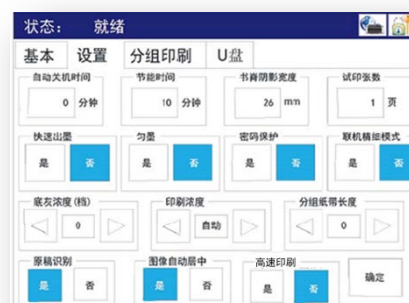 状态： 就绪
基本 设置 分组印刷 U盘
自动关机时间 节能时间 书脊阴影宽度 试印张数
0 分钟 10 分钟 26 mm 1 页
快速出墨 匀墨 密码保护 联机精细模式
是 否 是 否 是 否 是 否
底灰浓度(档) 印刷浓度 分组纸带长度
0 自动 0
原稿识别 图像自动居中 高速印刷
是 否 是 否 是 否 确定